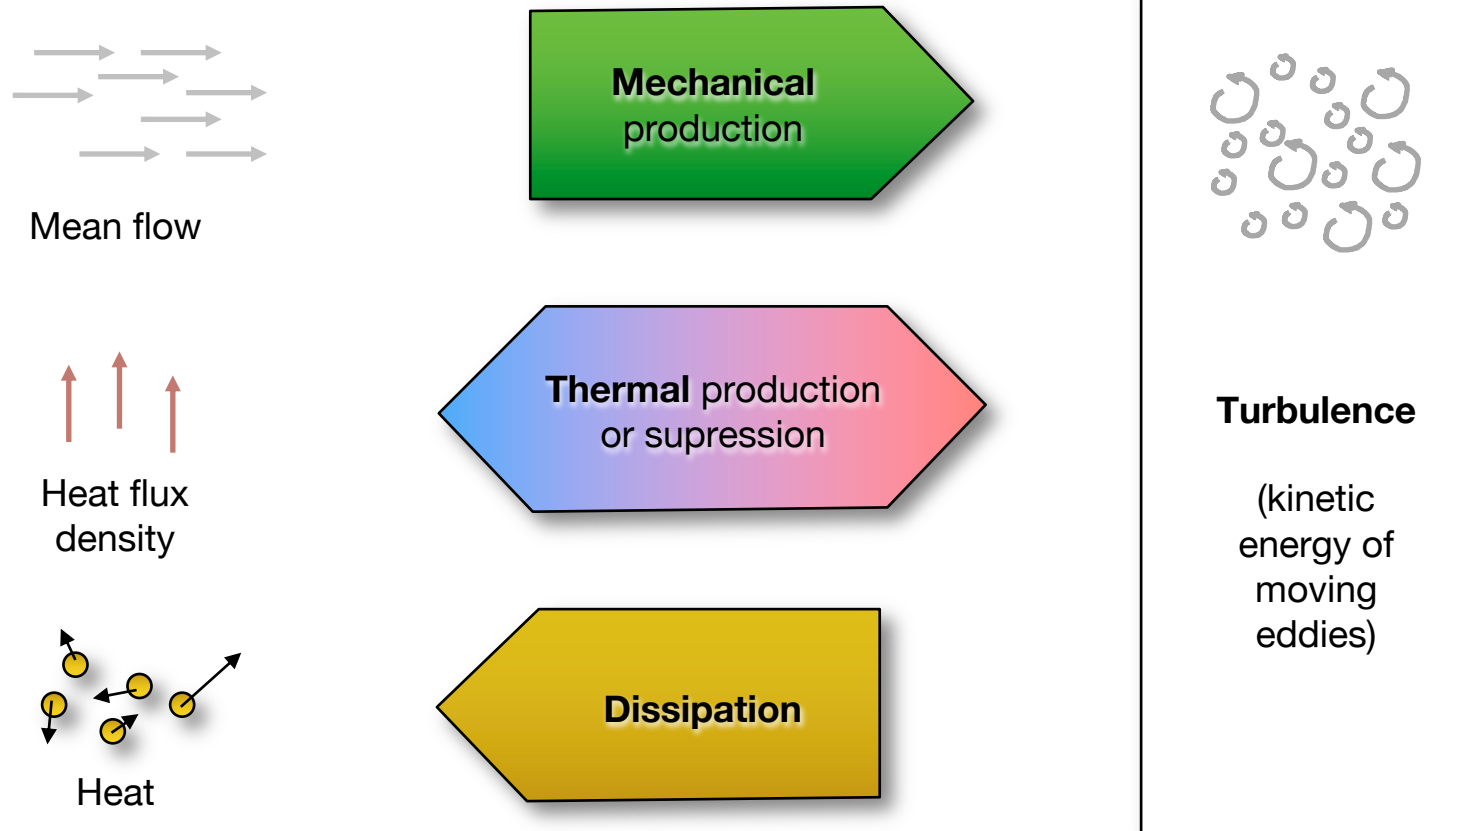 Mechanical
production
Mean flow
Thermal production
or supression
Heat flux
density
Turbulence
(kinetic
energy of
moving
eddies)
Dissipation
Heat